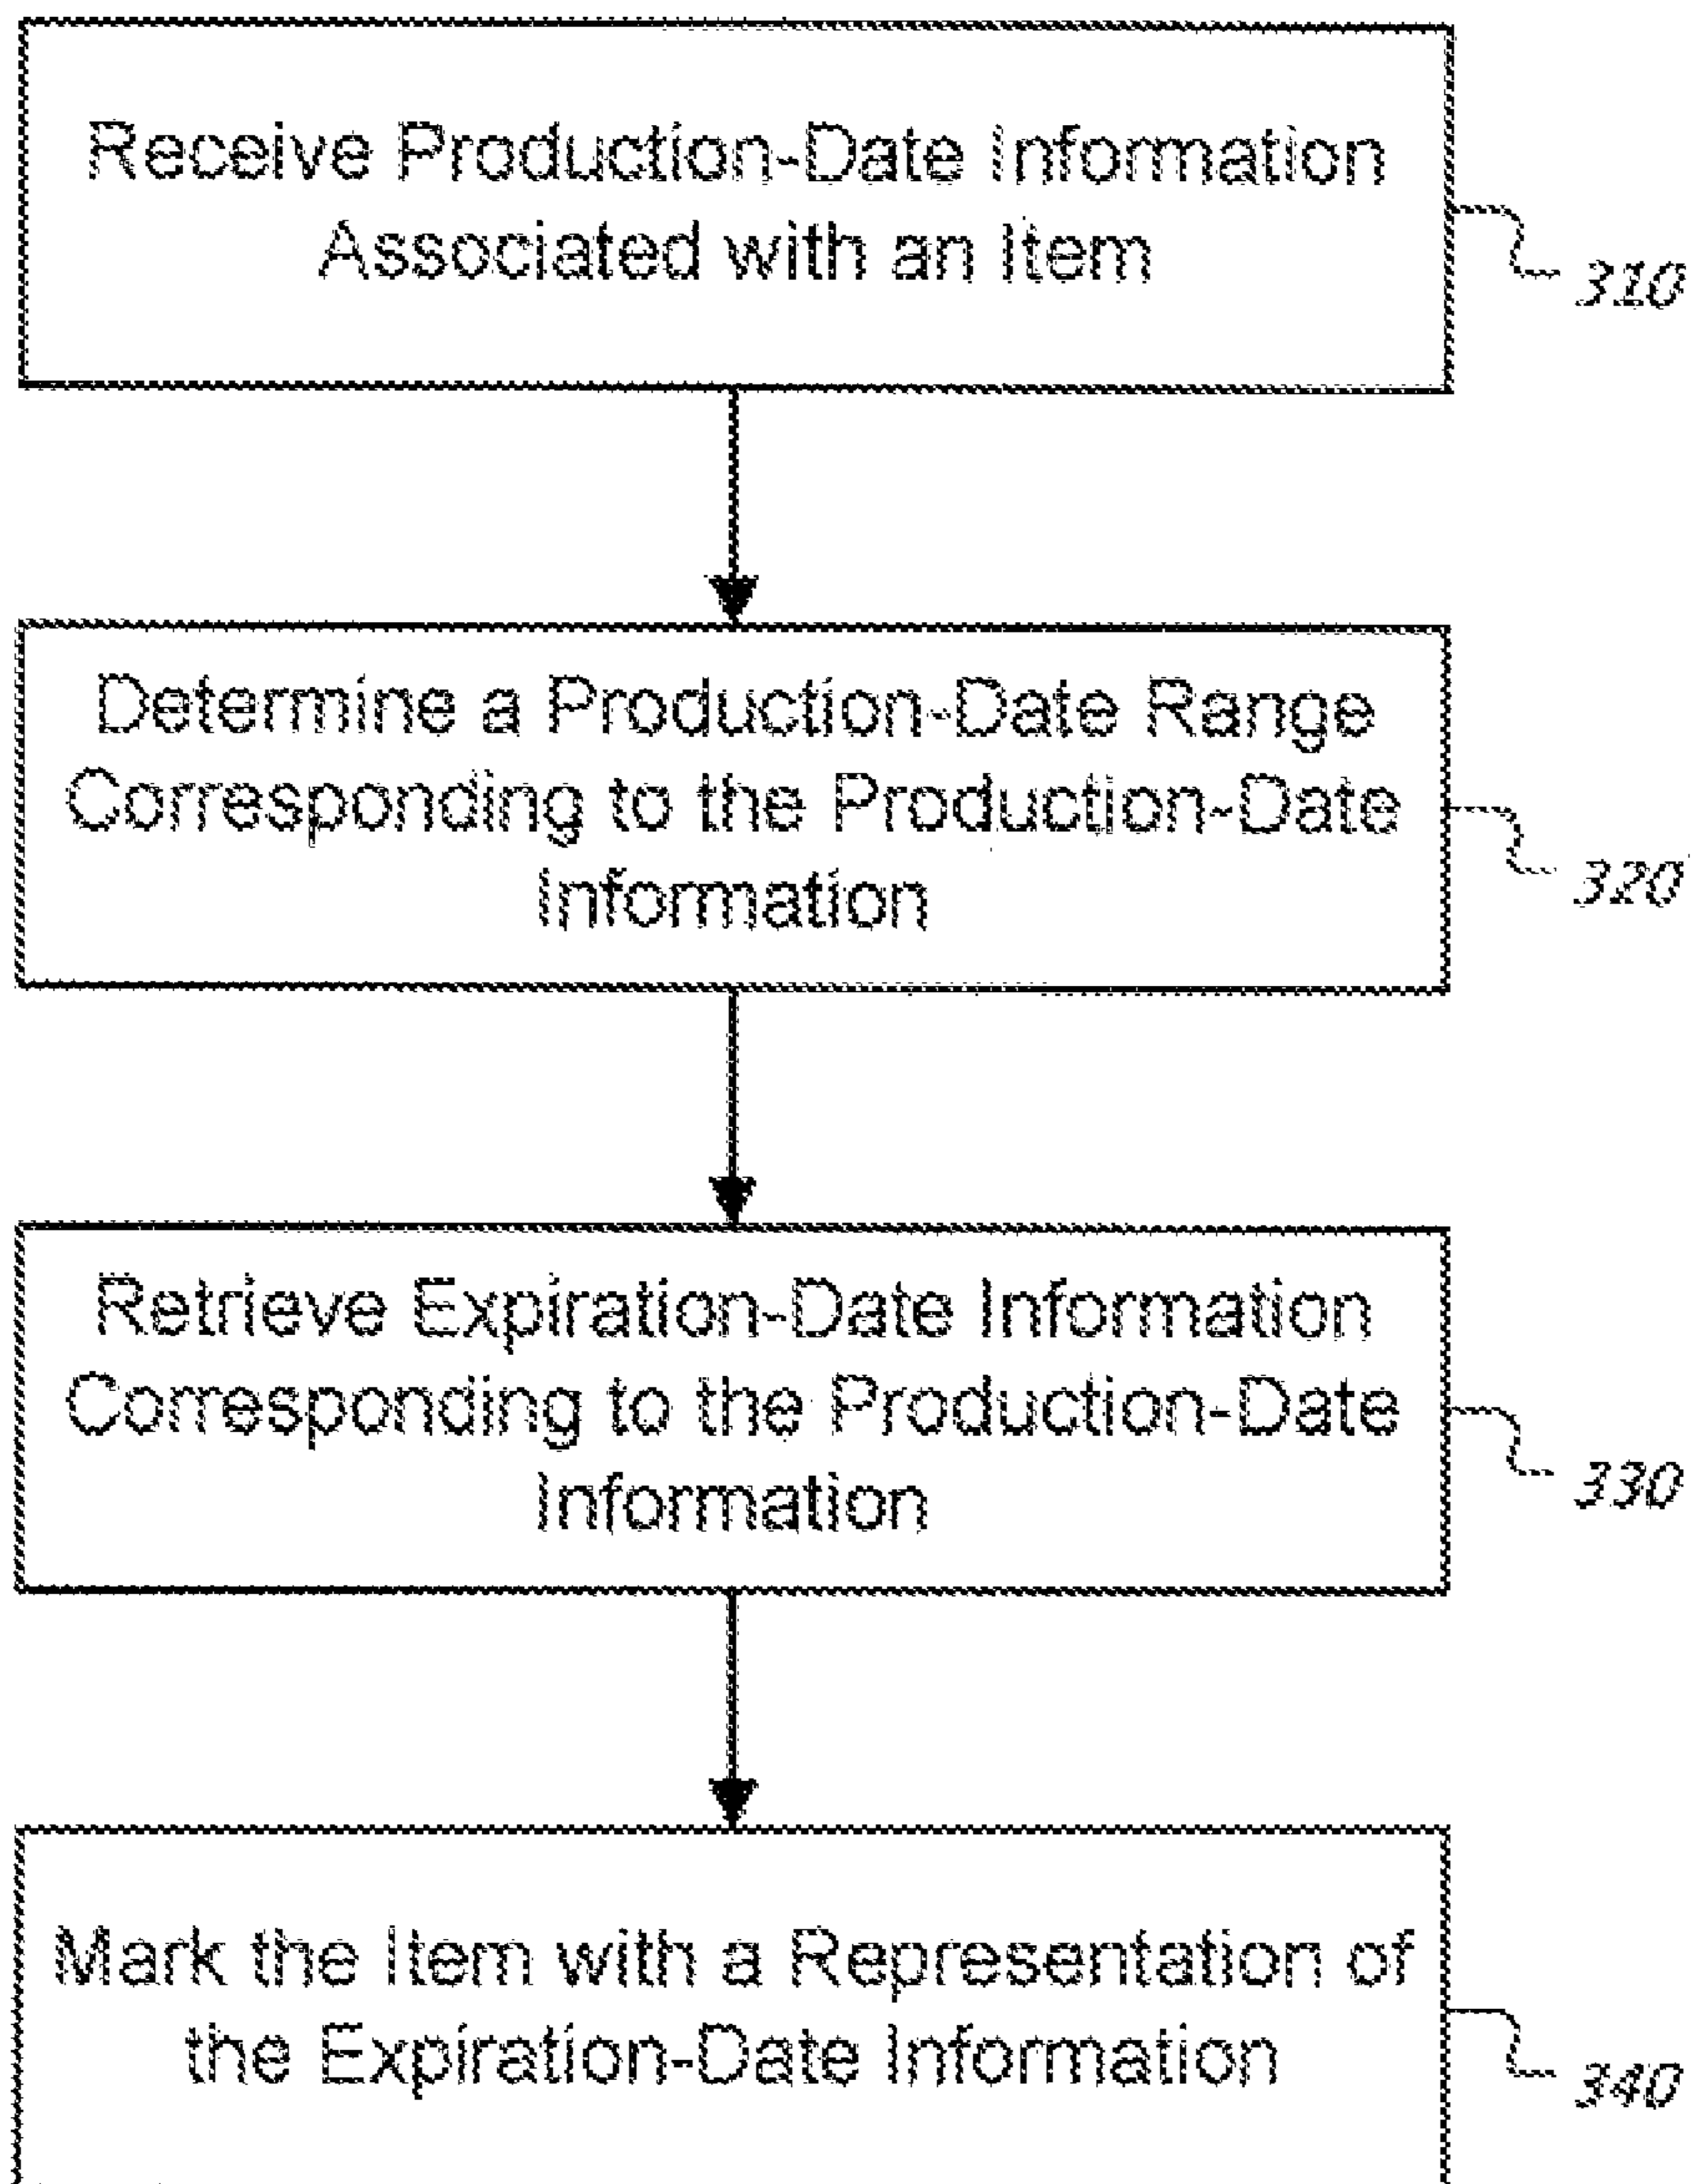 Receive Production-Date Information
Associated with an Item
310
Determine a Production-Date Range
Corresponding to the Production-Date
Information
320
Retrieve Expiration-Date Information
Corresponding to the Production-Date
Information
330
Mark the Item with a Representation of
the Expiration-Date Information
340